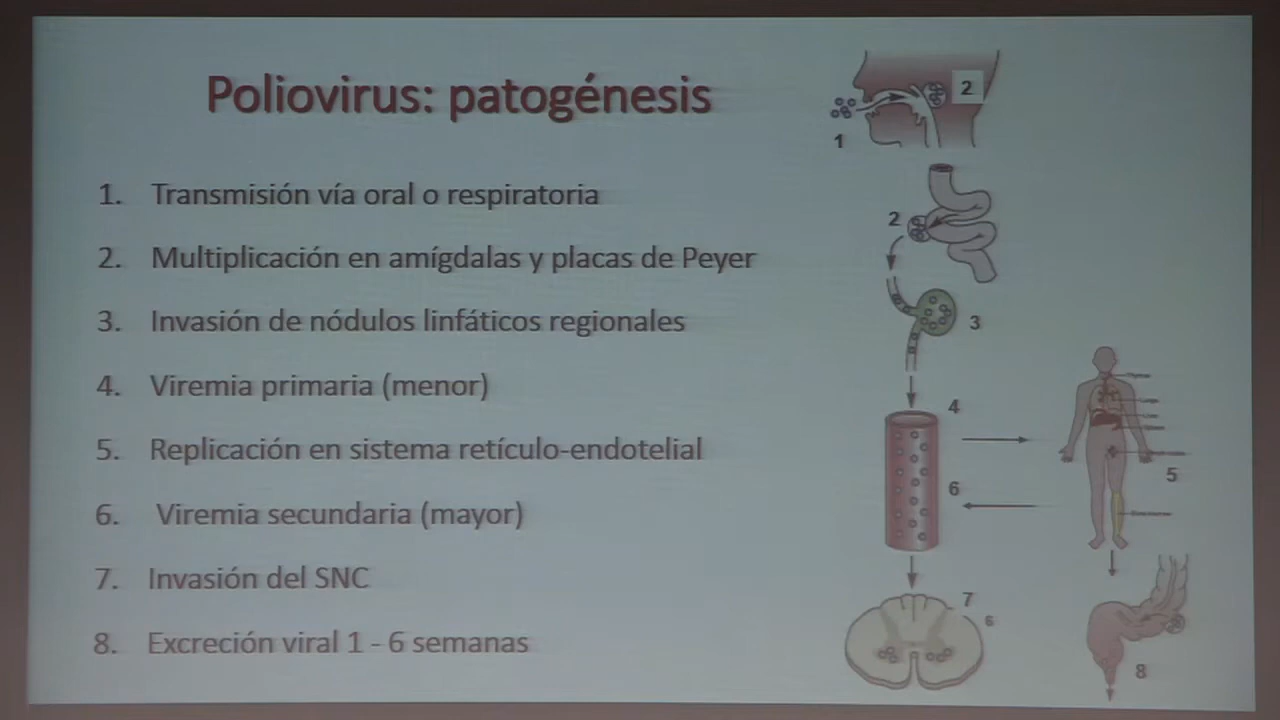 Poliovirus: patogénesis
1. Transmisión vía oral o respiratoria
2. Multiplicación en amígdalas y placas de Peyer
3. Invasión de nódulos linfáticos regionales
4. Viremia primaria (menor)
5. Replicación en sistema retículo-endotelial
6. Viremia secundaria (mayor)
7. Invasión del SNC
8. Excreción viral 1 - 6 semanas
2
1
2
3
4
5
6
7
6
8